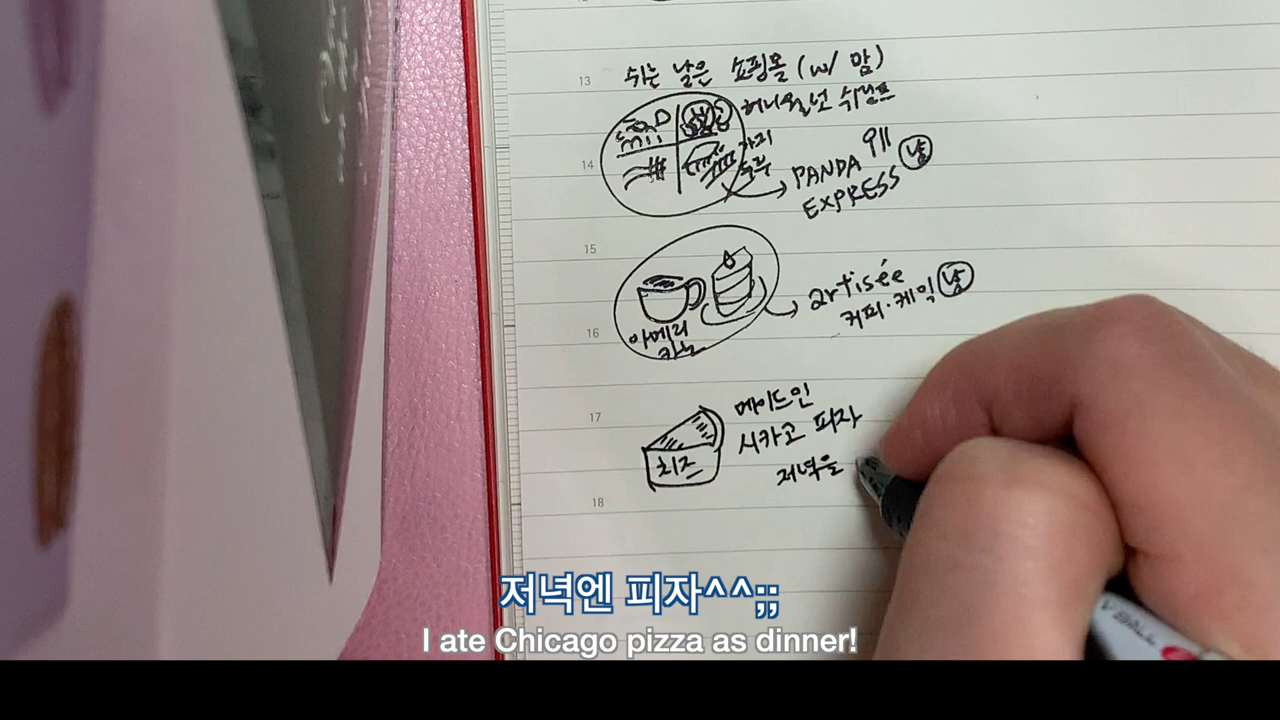 13
쉬는 날은 쇼핑몰 (w/ 맘)
허니월넛 쉬림프
14
가지
두부
PANDA
EXPRESS
냠
15
artisée
커피·케익 냠
16
아메리
카노
17
메이드인
시카고 피자
치즈
저녁을
18
저녁엔 피자^^;;
I ate Chicago pizza as dinner!